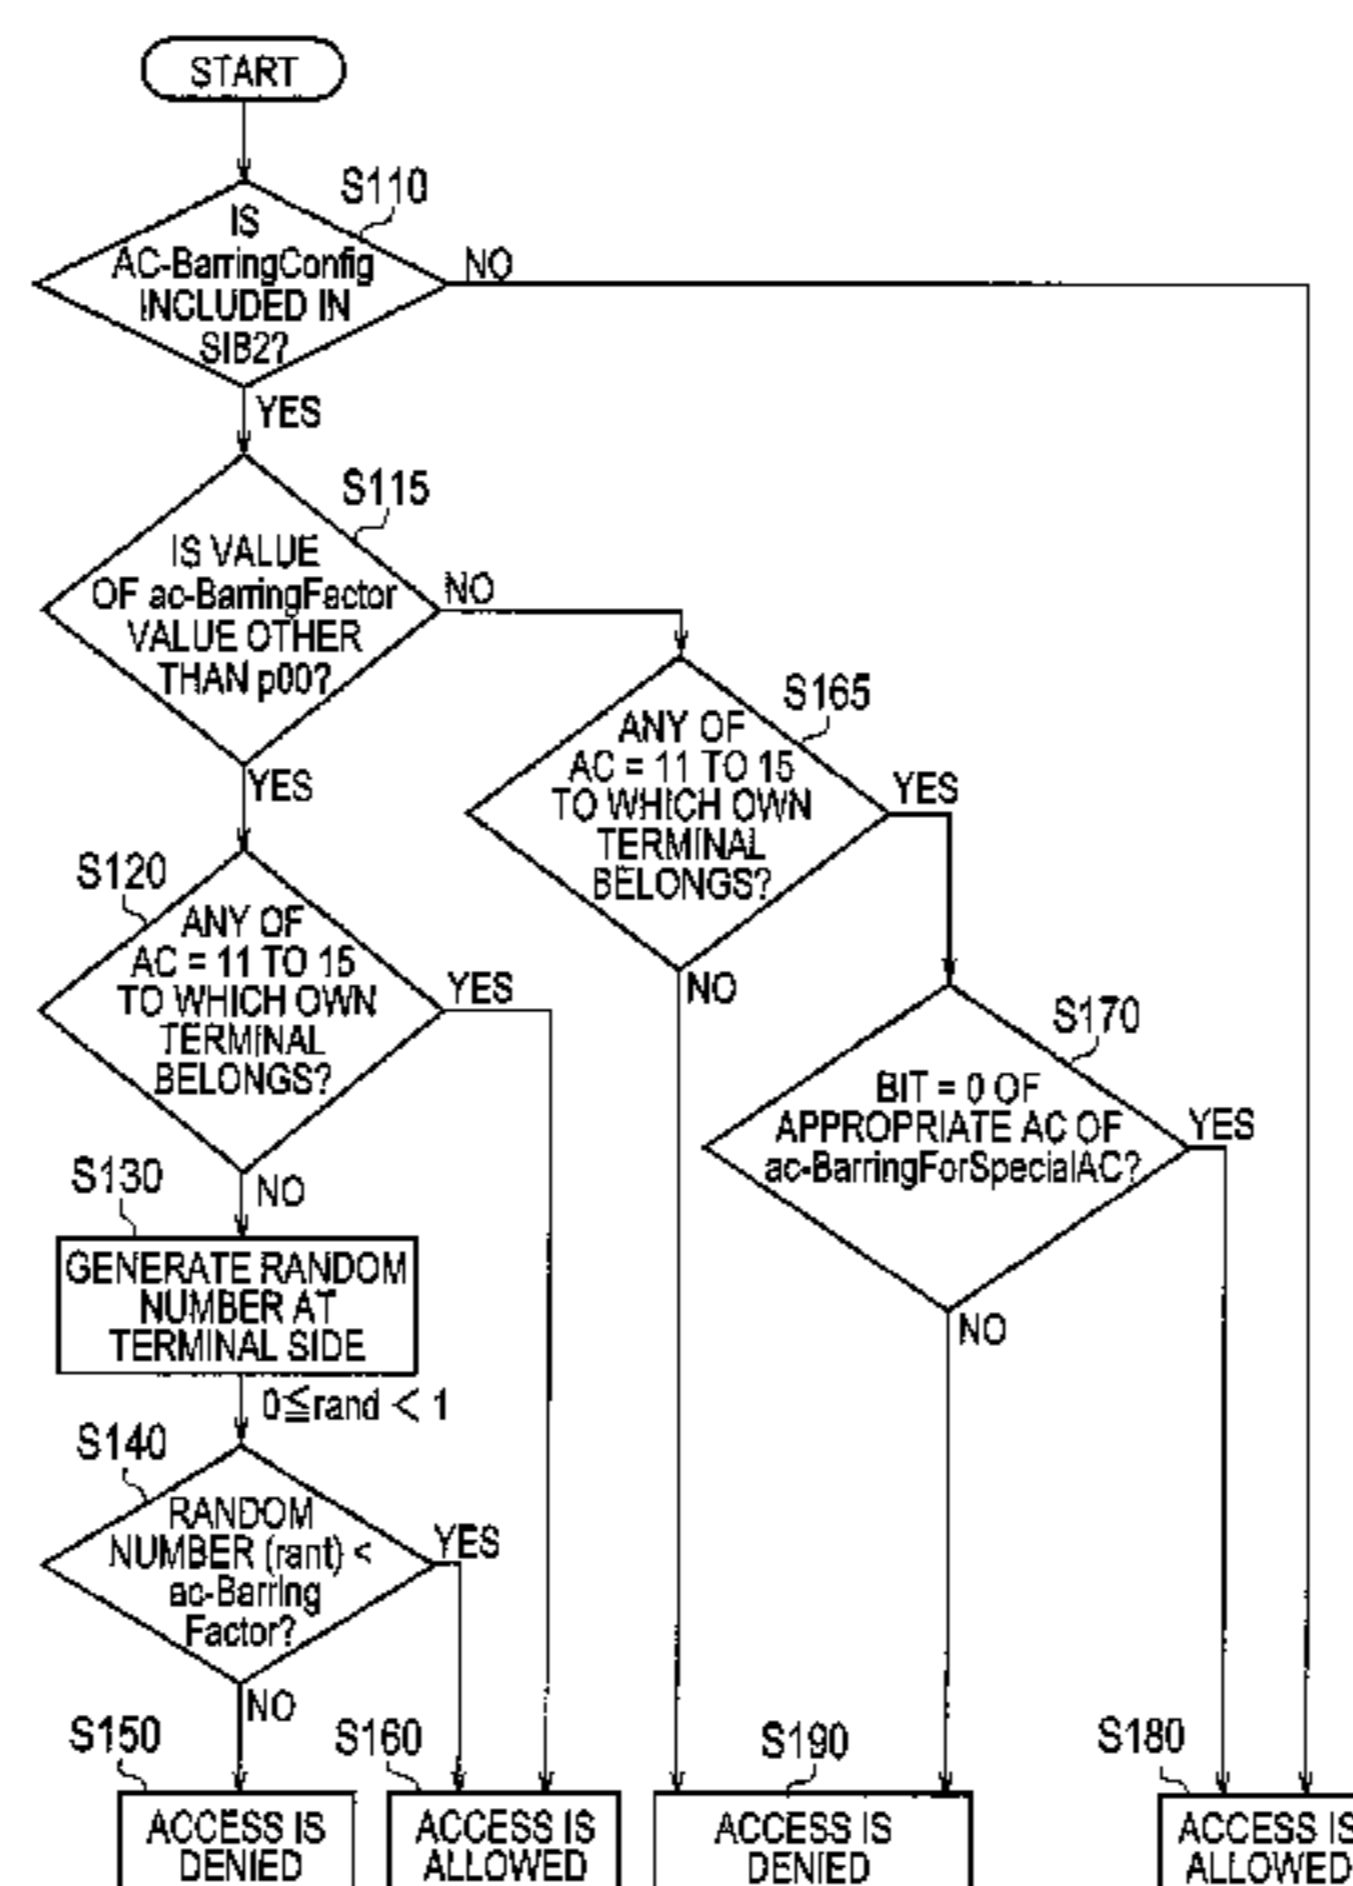 START
S110
IS
AC-BarringConfig
INCLUDED IN
SIB2?
NO
YES
S115
IS VALUE
OF ac-BarringFactor
VALUE OTHER
THAN p00?
NO
YES
S165
ANY OF
AC = 11 TO 15
TO WHICH OWN
TERMINAL
BELONGS?
YES
NO
S120
ANY OF
AC = 11 TO 15
TO WHICH OWN
TERMINAL
BELONGS?
YES
NO
S170
BIT = 0 OF
APPROPRIATE AC OF
ac-BarringForSpecialAC?
YES
NO
S130
GENERATE RANDOM
NUMBER AT
TERMINAL SIDE
0≦rand < 1
S140
RANDOM
NUMBER (rant) <
ac-Barring
Factor?
YES
NO
S150
ACCESS IS
DENIED
S160
ACCESS IS
ALLOWED
S190
ACCESS IS
DENIED
S180
ACCESS IS
ALLOWED